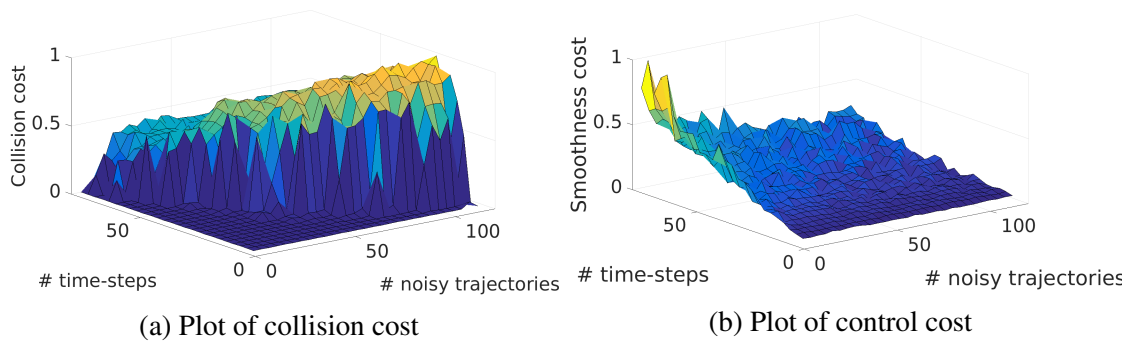 Collision cost
1
0.5
0
50
0
0
50
100
# time-steps
# noisy trajectories
(a) Plot of collision cost
Smoothness cost
1
0.5
0
50
0
0
50
100
# time-steps
# noisy trajectories
(b) Plot of control cost